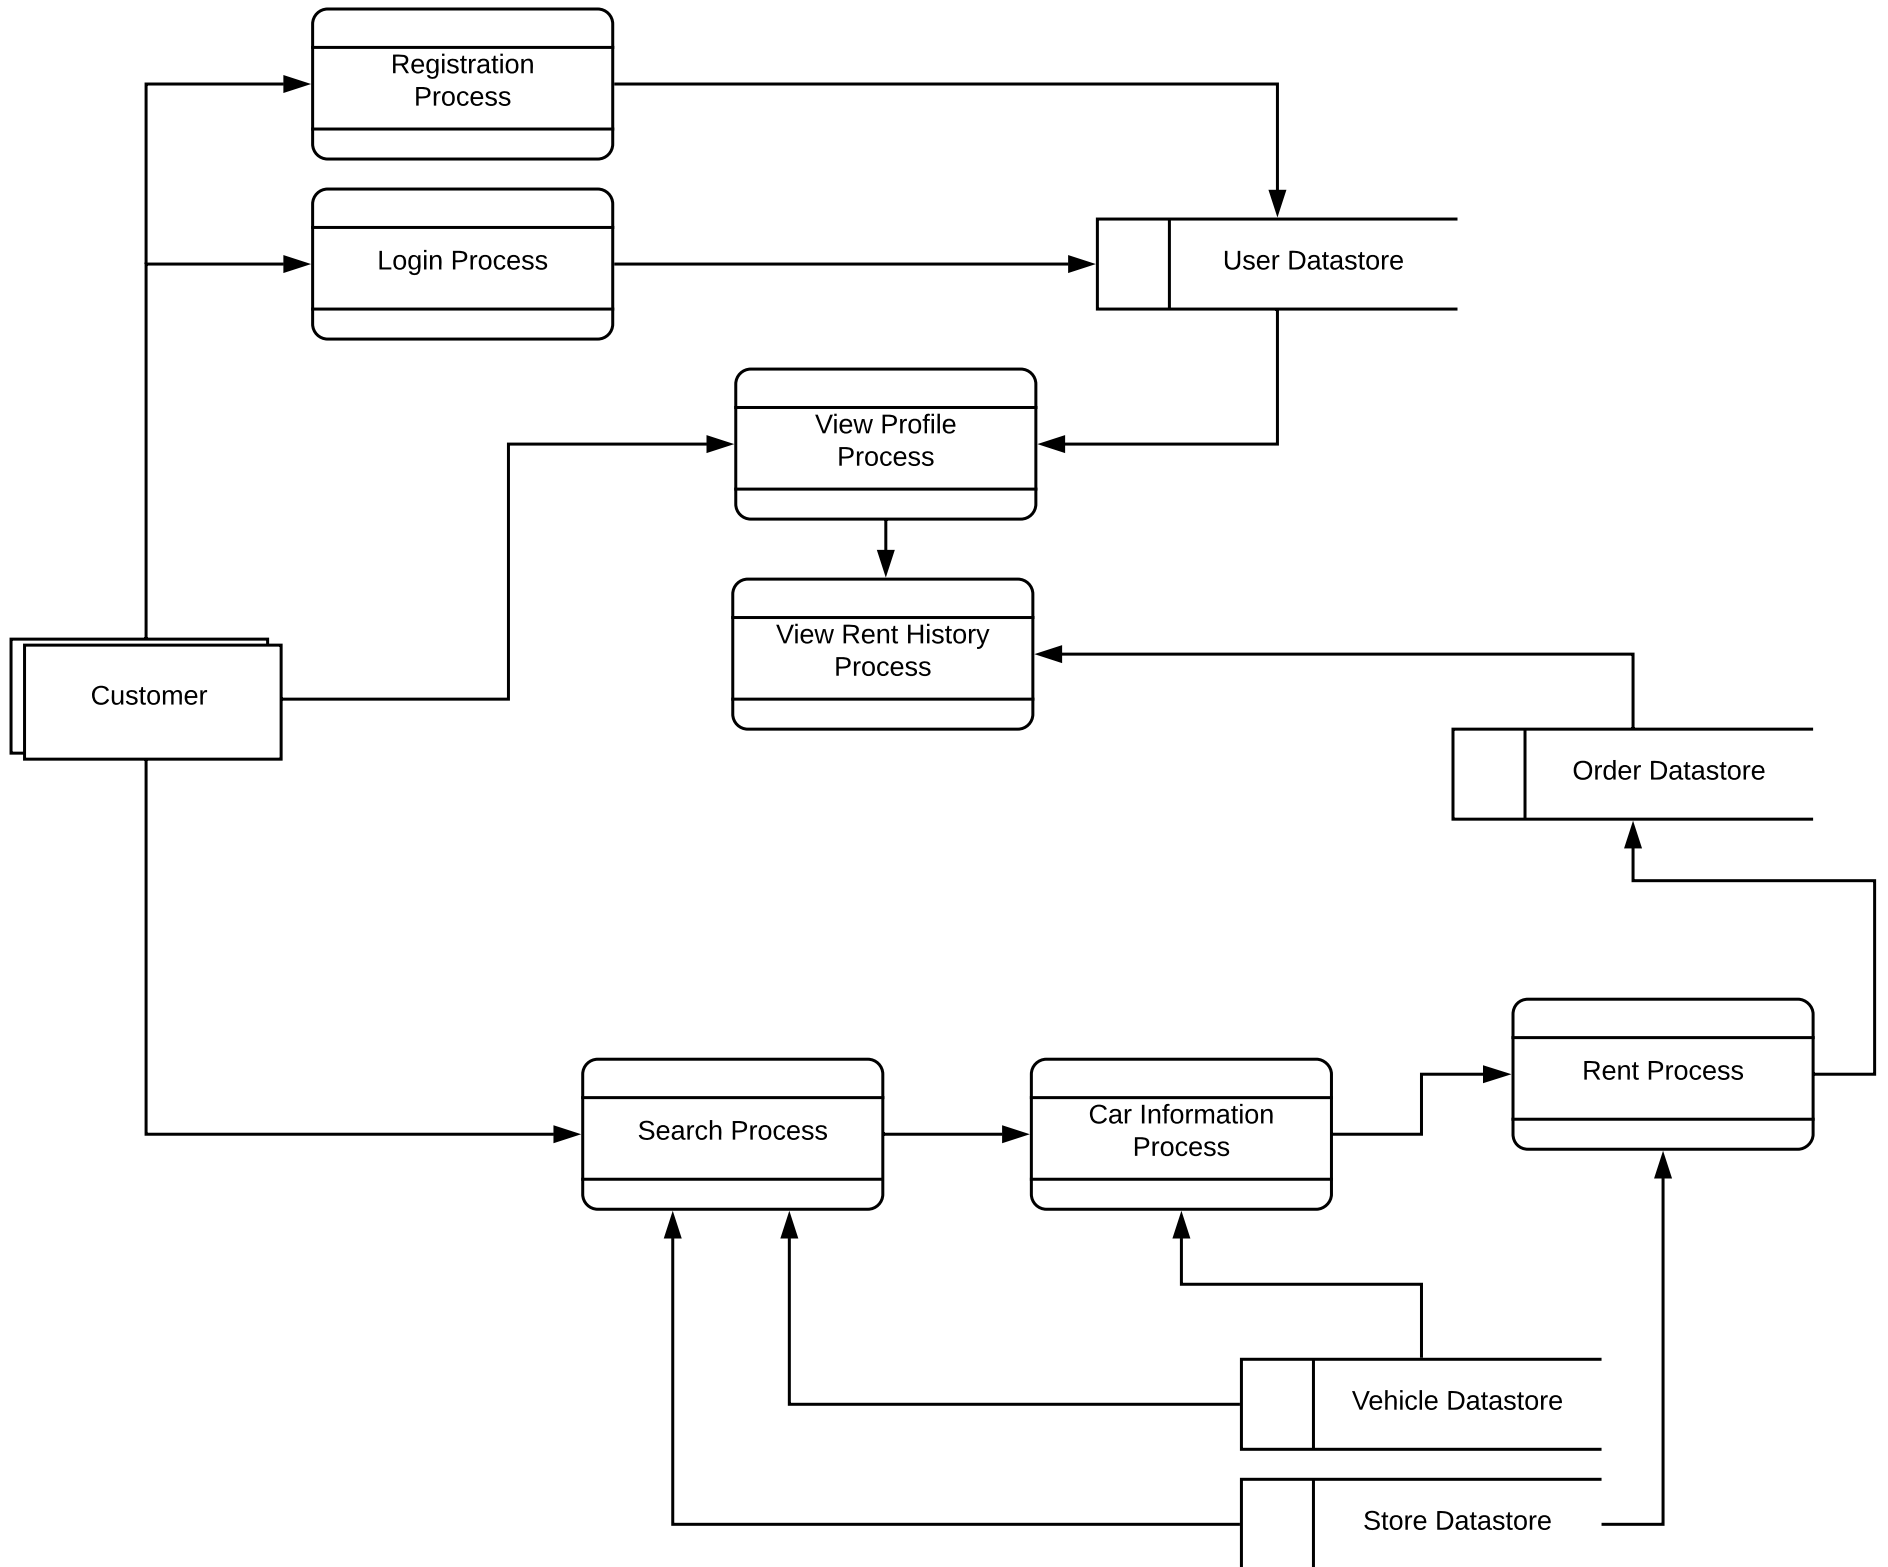 Registration
Process
Login Process
User Datastore
View Profile
Process
View Rent History
Process
Customer
Order Datastore
Rent Process
Search Process
Car Information
Process
Vehicle Datastore
Store Datastore